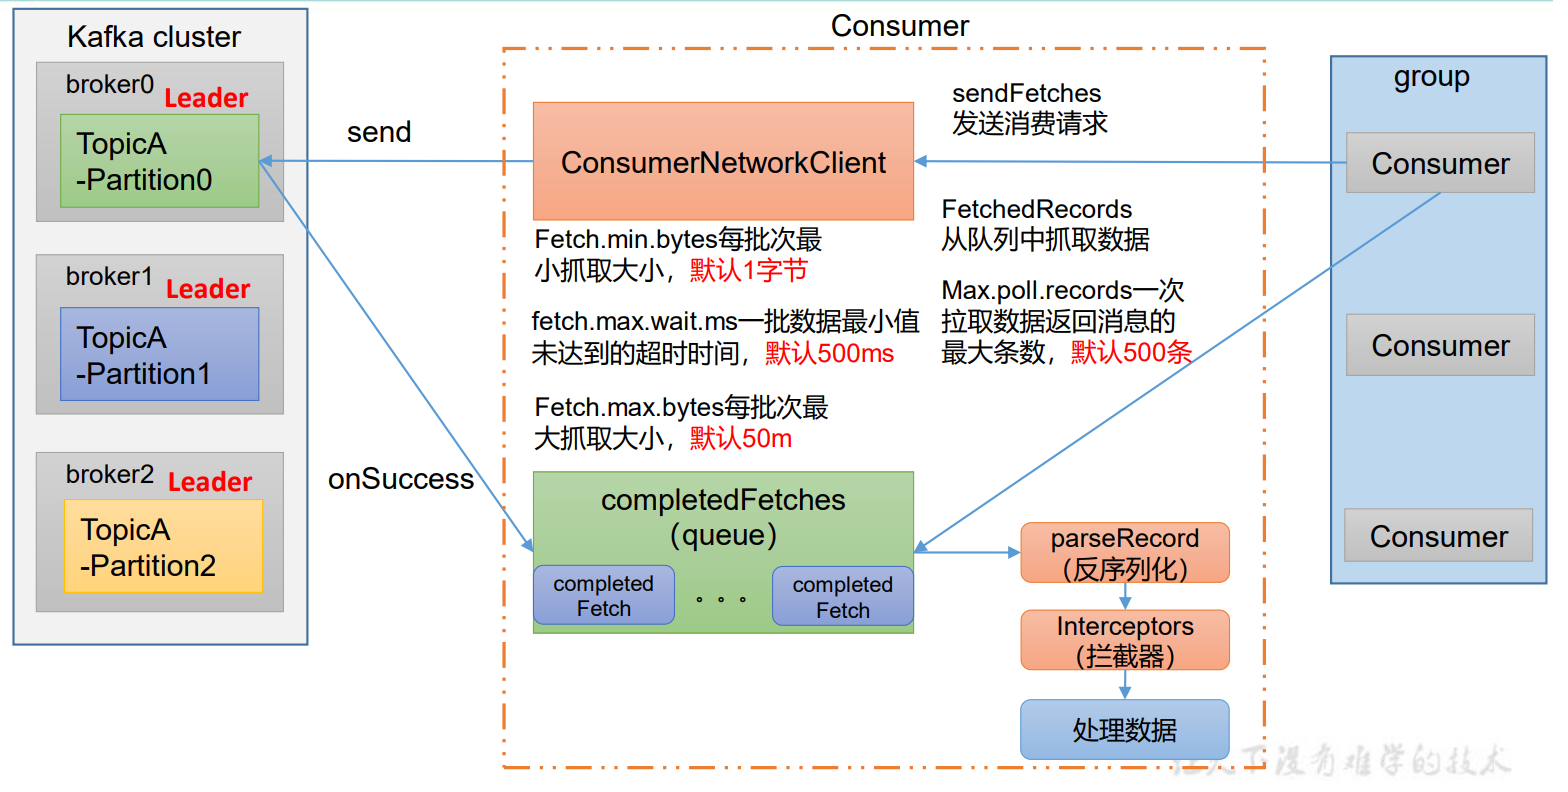 Kafka cluster
broker0
Leader
TopicA
-Partition0
broker1
Leader
TopicA
-Partition1
broker2
Leader
TopicA
-Partition2
send
onSuccess
Consumer
ConsumerNetworkClient
Fetch.min.bytes每批次最
小抓取大小，默认1字节
fetch.max.wait.ms一批数据最小值
未达到的超时时间，默认500ms
Fetch.max.bytes每批次最
大抓取大小，默认50m
completedFetches
（queue）
completed
Fetch
。。。
completed
Fetch
sendFetches
发送消费请求
FetchedRecords
从队列中抓取数据
Max.poll.records一次
拉取数据返回消息的
最大条数，默认500条
parseRecord
（反序列化）
Interceptors
（拦截器）
处理数据
group
Consumer
Consumer
Consumer
让天下没有难学的技术